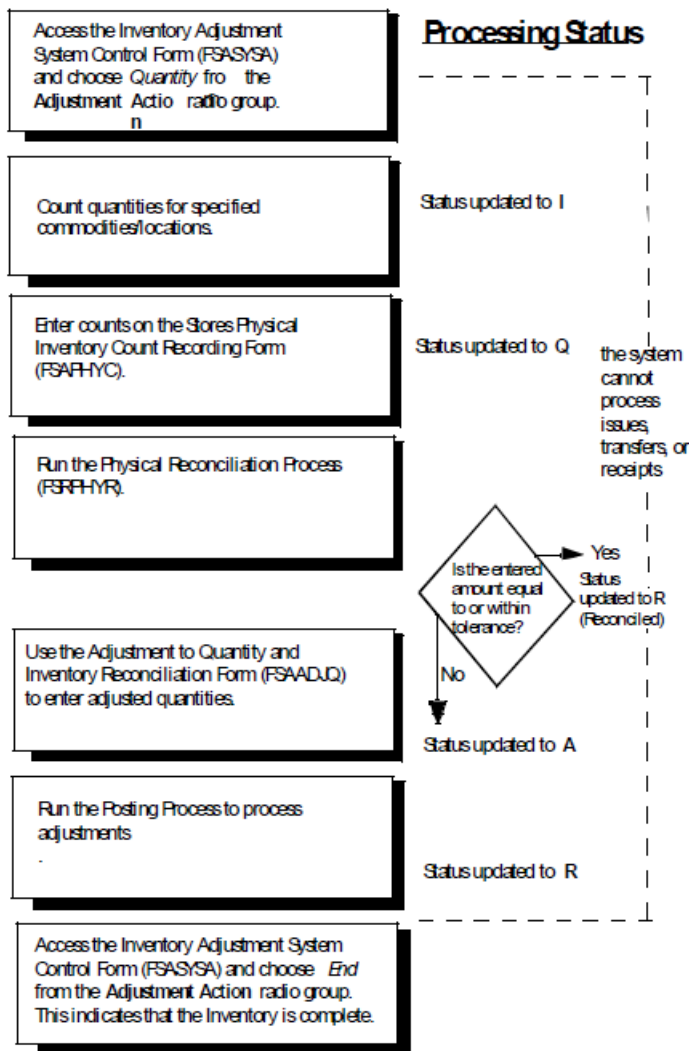 Access the Inventory Adjustment
System Control Form (FSASYSA)
and choose Quantity fro the
Adjustment Actio radio group.
n
Processing Status
Count quantities for specified
commodities/locations.
Status updated to I
Enter counts on the Stores Physical
Inventory Count Recording Form
(FSAPHYC).
Status updated to Q
the system
cannot
process
issues,
transfers, or
receipts
Run the Physical Reconciliation Process
(FSRPHYR).
Is the entered
amount equal
to or within
tolerance?
Yes
Status
updated to R
(Reconciled)
No
Use the Adjustment to Quantity and
Inventory Reconciliation Form (FSAADJQ)
to enter adjusted quantities.
Status updated to A
Run the Posting Process to process
adjustments
.
Status updated to R
Access the Inventory Adjustment System
Control Form (FSASYSA) and choose End
from the Adjustment Action radio group.
This indicates that the Inventory is complete.